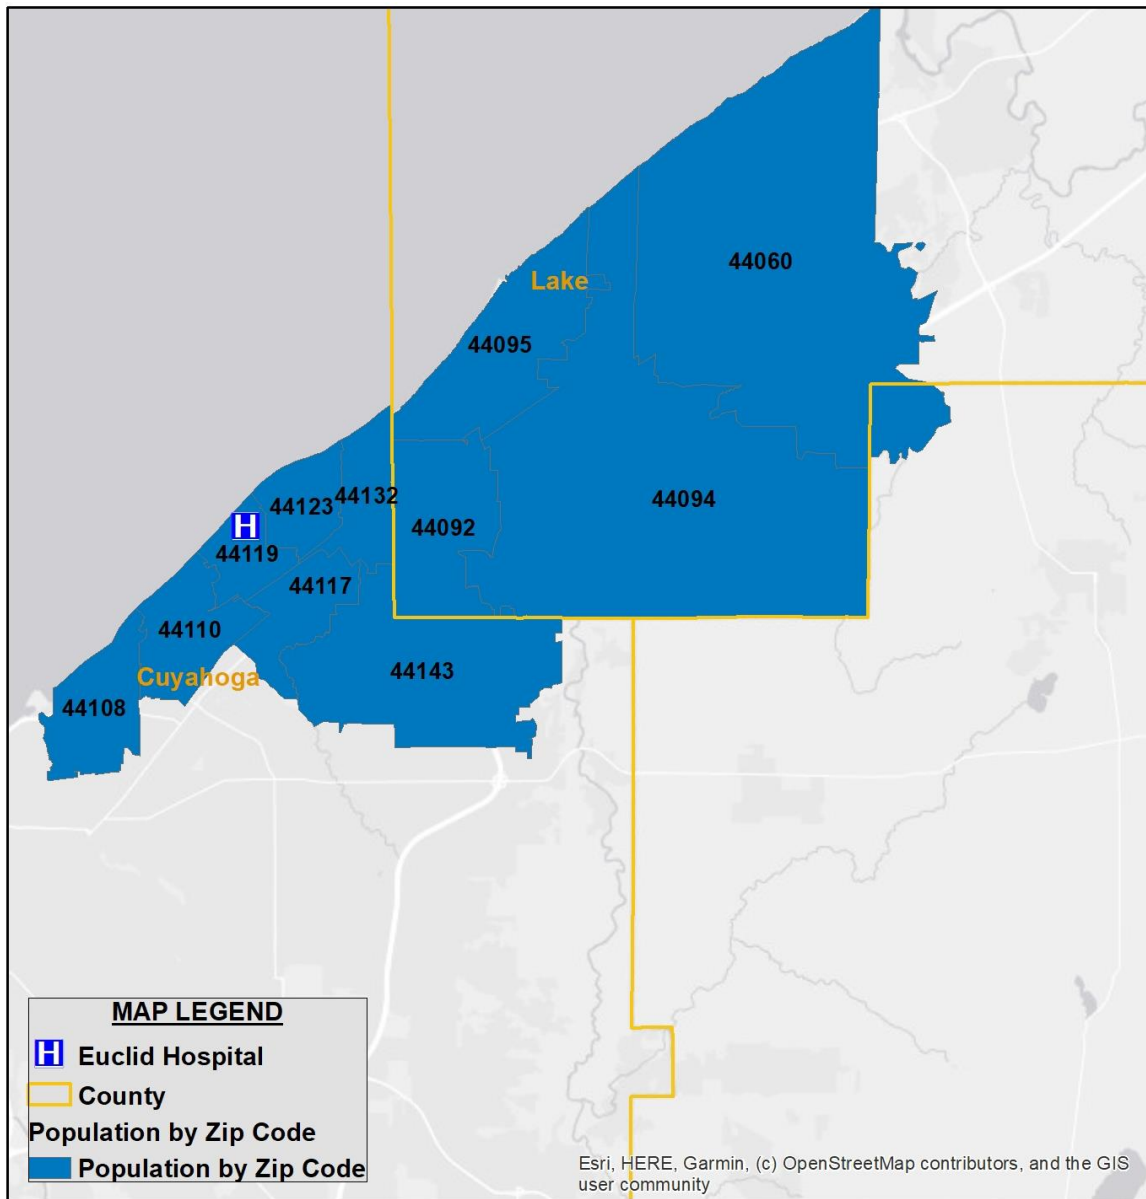 44060
Lake
44095
44123
44132
44092
44094
H
44119
44117
44110
44143
Cuyahoga
44108
MAP LEGEND
H Euclid Hospital
County
Population by Zip Code
Population by Zip Code
Esri, HERE, Garmin, (c) OpenStreetMap contributors, and the GIS
user community